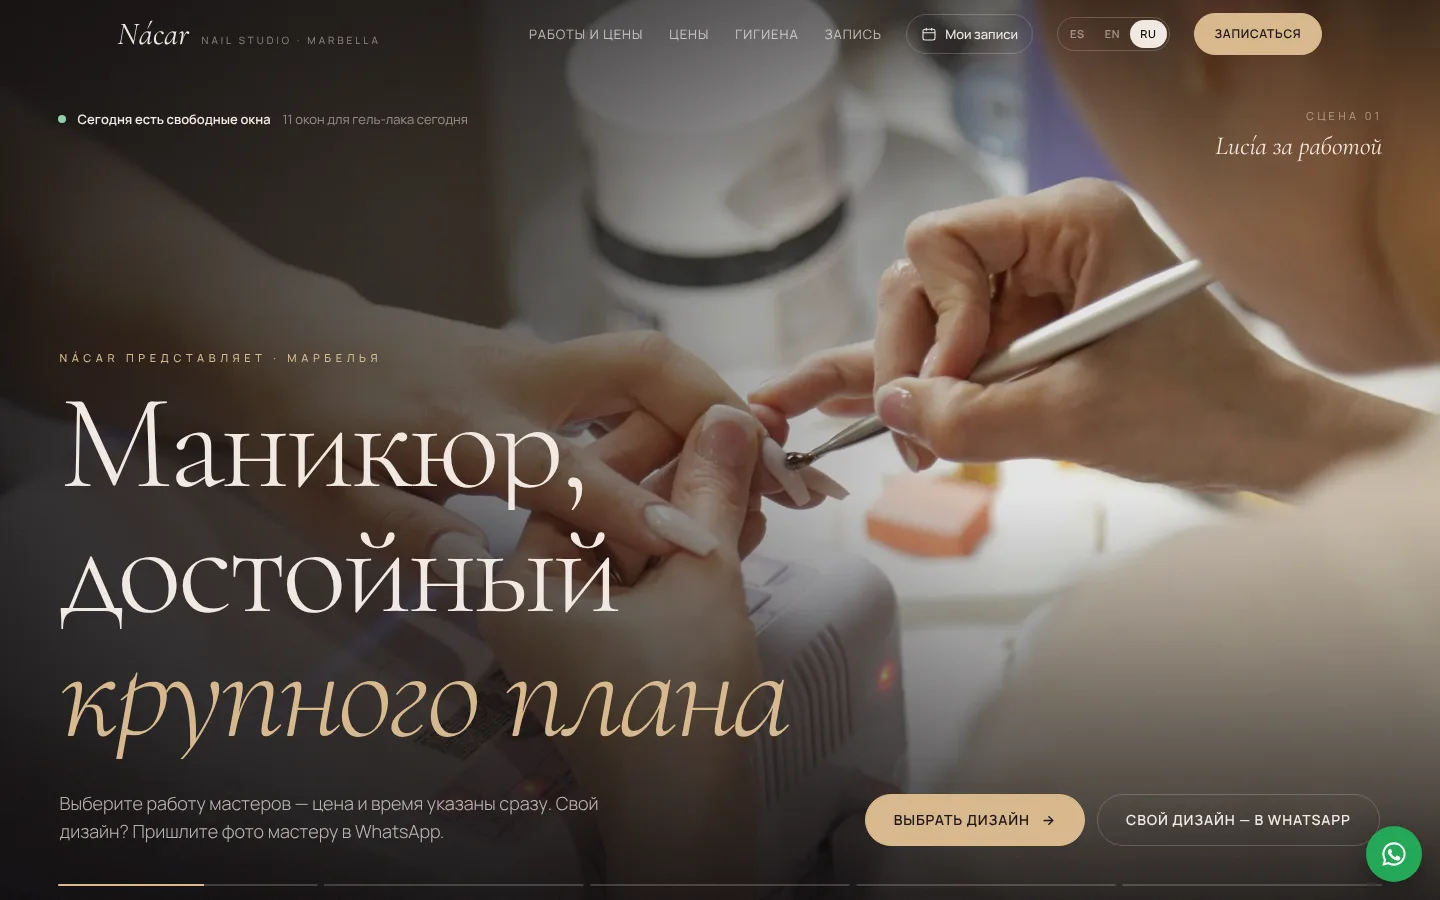 Nácar NAIL STUDIO · MARBELLA
РАБОТЫ И ЦЕНЫ
ЦЕНЫ
ГИГИЕНА
ЗАПИСЬ
Мои записи
ES EN RU
ЗАПИСАТЬСЯ
Сегодня есть свободные окна 11 окон для гель-лака сегодня
СЦЕНА 01
Lucía за работой
NÁCAR ПРЕДСТАВЛЯЕТ · МАРБЕЛЬЯ
Маникюр,
достойный
крупного плана
Выберите работу мастеров — цена и время указаны сразу. Свой
дизайн? Пришлите фото мастеру в WhatsApp.
ВЫБРАТЬ ДИЗАЙН →
СВОЙ ДИЗАЙН — В WHATSAPP